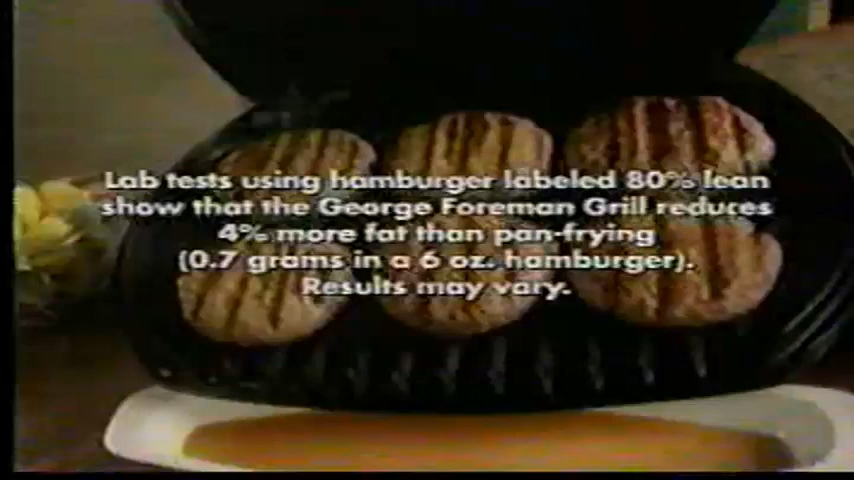 Lab tests using hamburger labeled 80% lean
show that the George Foreman Grill reduces
4% more fat than pan-frying
(0.7 grams in a 6 oz. hamburger).
Results may vary.